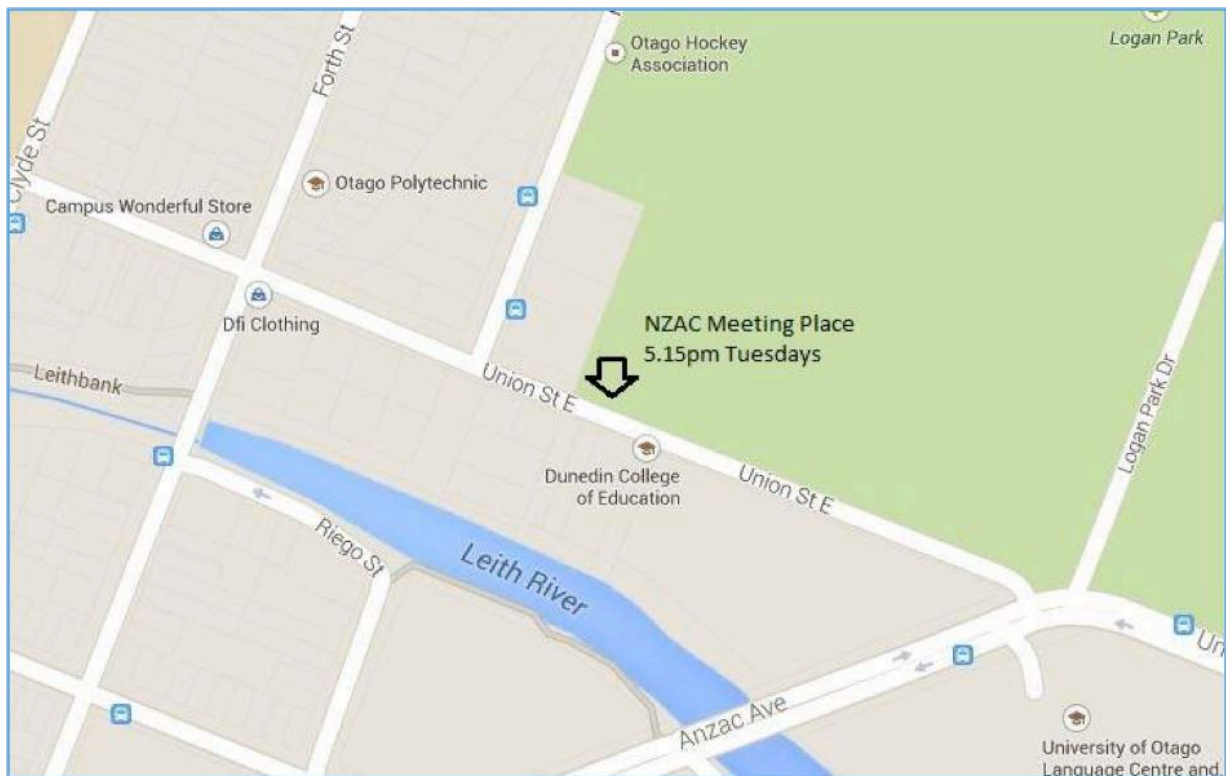 Otago Hockey
Association
Logan Park
Forth St
Clyde St
Otago Polytechnic
Campus Wonderful Store
Dfi Clothing
NZAC Meeting Place
5.15pm Tuesdays
Leithbank
Union St E
Logan Park Dr
Dunedin College
of Education
Union St E
Riego St
Leith River
Anzac Ave
Un
University of Otago
Language Centre and